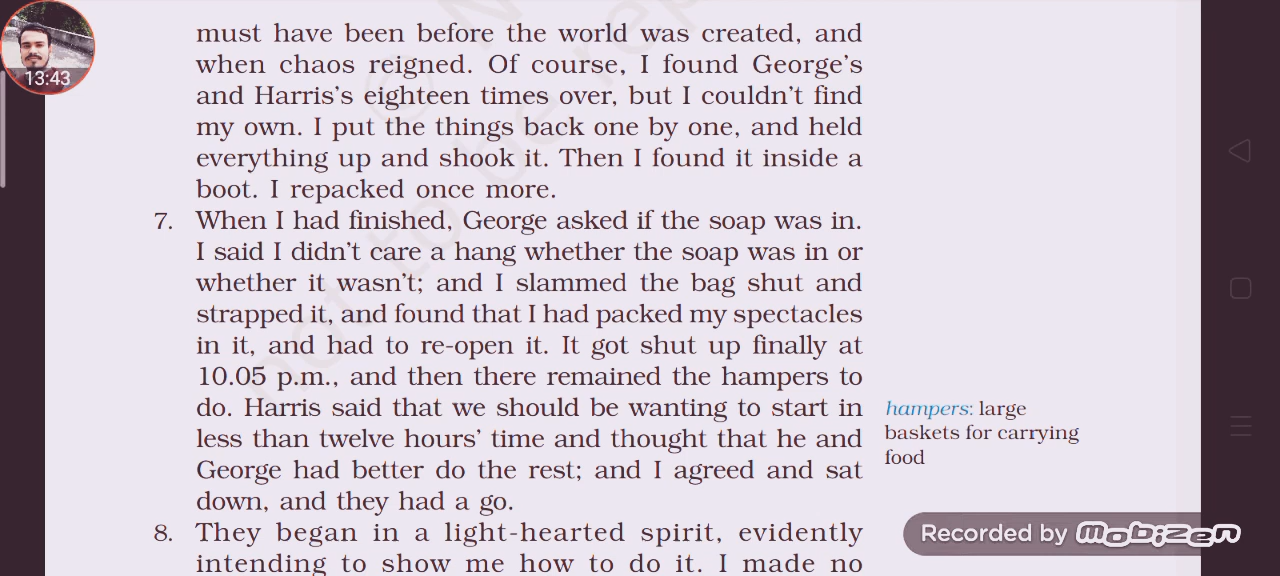 13:43
must have been before the world was created, and
when chaos reigned. Of course, I found George's
and Harris's eighteen times over, but I couldn't find
my own. I put the things back one by one, and held
everything up and shook it. Then I found it inside a
boot. I repacked once more.
7. When I had finished, George asked if the soap was in.
I said I didn't care a hang whether the soap was in or
whether it wasn't; and I slammed the bag shut and
strapped it, and found that I had packed my spectacles
in it, and had to re-open it. It got shut up finally at
10.05 p.m., and then there remained the hampers to
do. Harris said that we should be wanting to start in
less than twelve hours' time and thought that he and
George had better do the rest; and I agreed and sat
down, and they had a go.
hampers: large
baskets for carrying
food
8. They began in a light-hearted spirit, evidently
intending to show me how to do it. I made no
Recorded by mobizen
not to be rep
©